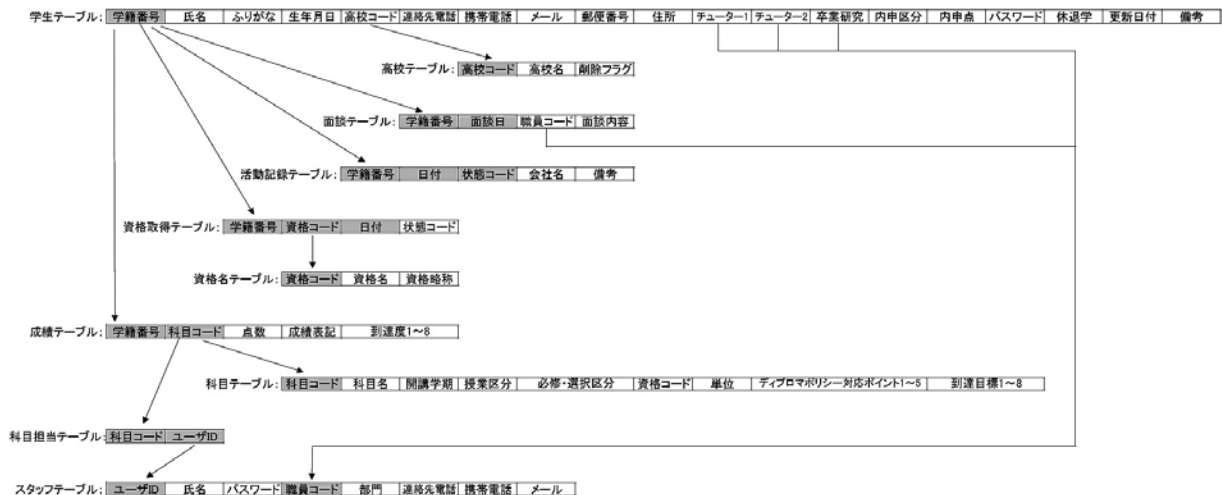 学生テーブル: 学籍番号 氏名 ふりがな 生年月日 高校コード 連絡先電話 携帯電話 メール 郵便番号 住所 チューター1 チューター2 卒業研究 内申区分 内申点 パスワード 休退学 更新日付 備考
高校テーブル: 高校コード 高校名 削除フラグ
面談テーブル: 学籍番号 面談日 職員コード 面談内容
活動記録テーブル: 学籍番号 日付 状態コード 会社名 備考
資格取得テーブル: 学籍番号 資格コード 日付 状態コード
資格名テーブル: 資格コード 資格名 資格略称
成績テーブル: 学籍番号 科目コード 点数 成績表記 到達度1～8
科目テーブル: 科目コード 科目名 開講学期 授業区分 必修・選択区分 資格コード 単位 ディプロマポリシー対応ポイント1～5 到達目標1～8
科目担当テーブル: 科目コード ユーザID
スタッフテーブル: ユーザID 氏名 パスワード 職員コード 部門 連絡先電話 携帯電話 メール